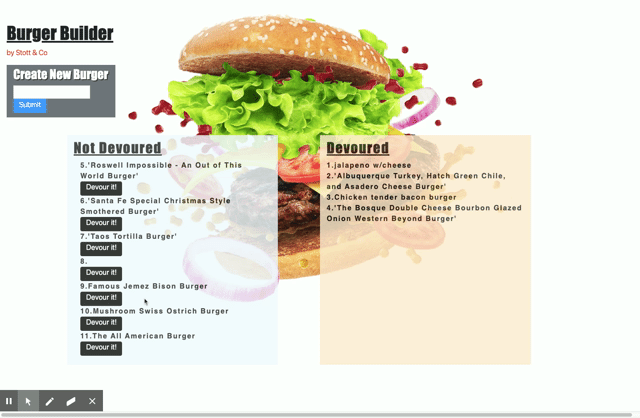 Burger Builder
by Stott & Co
Create New Burger
Submit
Not Devoured
5.'Roswell Impossible - An Out of This
World Burger'
Devour it!
6.'Santa Fe Special Christmas Style
Smothered Burger'
Devour it!
7.'Taos Tortilla Burger'
Devour it!
8.
Devour it!
9.Famous Jemez Bison Burger
Devour it!
10.Mushroom Swiss Ostrich Burger
Devour it!
11.The All American Burger
Devour it!
Devoured
1.jalapeno w/cheese
2.'Albuquerque Turkey, Hatch Green Chile,
and Asadero Cheese Burger'
3.Chicken tender bacon burger
4.'The Bosque Double Cheese Bourbon Glazed
Onion Western Beyond Burger'